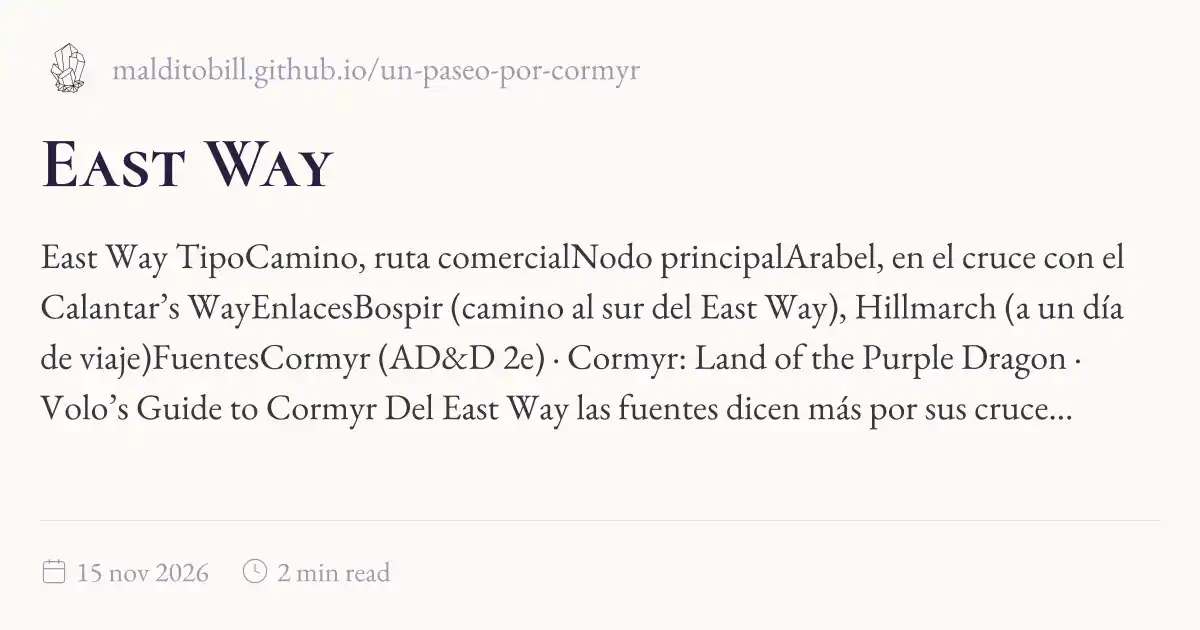 malditobill.github.io/un-paseo-por-cormyr
East Way
East Way TipoCamino, ruta comercialNodo principalArabel, en el cruce con el
Calantar’s WayEnlacesBospir (camino al sur del East Way), Hillmarch (a un día
de viaje)FuentesCormyr (AD&D 2e) · Cormyr: Land of the Purple Dragon ·
Volo’s Guide to Cormyr Del East Way las fuentes dicen más por sus cruce...
15 nov 2026 2 min read